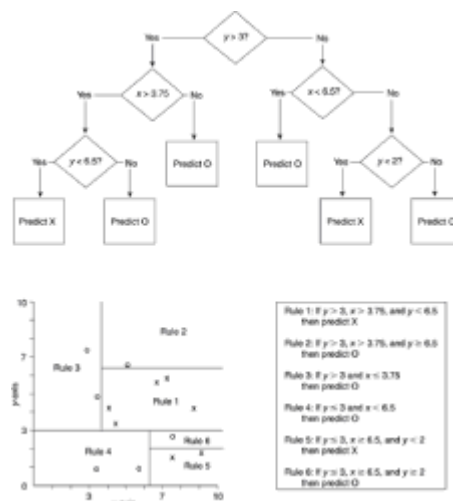 y > 3?
Yes
No
x > 3.75
x < 6.5?
Yes
No
Yes
No
y < 6.5?
Predict O
Predict O
y < 2?
Yes
No
Yes
No
Predict X
Predict O
Predict X
Predict O
10
7
3
0
y-axis
3
7
10
Rule 2
Rule 3
Rule 1
Rule 4
Rule 6
Rule 5
Rule 1: If y > 3, x > 3.75, and y < 6.5
then predict X
Rule 2: If y > 3, x > 3.75, and y ≥ 6.5
then predict O
Rule 3: If y > 3 and x ≤ 3.75
then predict O
Rule 4: If y ≤ 3 and x < 6.5
then predict O
Rule 5: If y ≤ 3, x ≥ 6.5, and y < 2
then predict X
Rule 6: If y ≤ 3, x ≥ 6.5, and y ≥ 2
then predict O